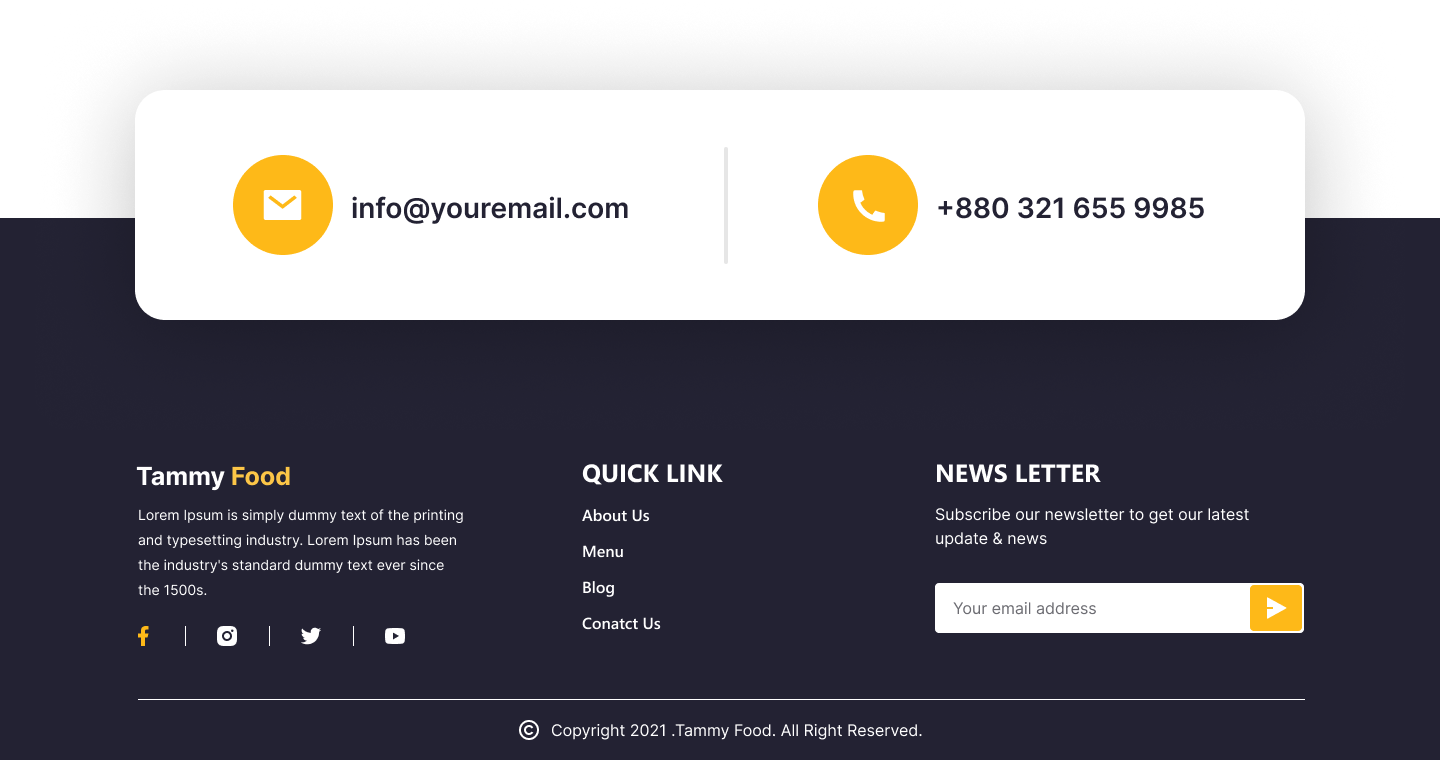 info@youremail.com
+880 321 655 9985
Tammy Food
Lorem Ipsum is simply dummy text of the printing
and typesetting industry. Lorem Ipsum has been
the industry's standard dummy text ever since
the 1500s.
QUICK LINK
About Us
Menu
Blog
Conatct Us
NEWS LETTER
Subscribe our newsletter to get our latest
update & news
Your email address
© Copyright 2021 .Tammy Food. All Right Reserved.